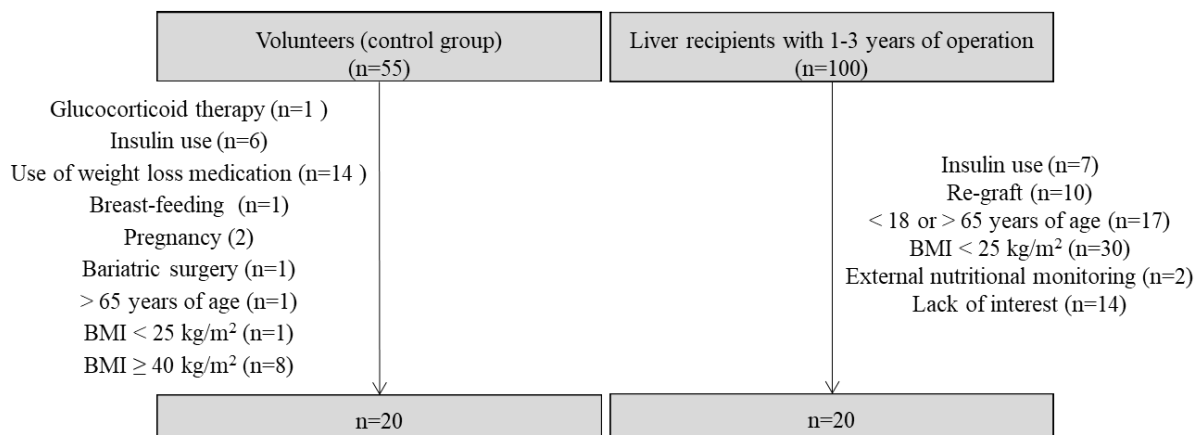 Volunteers (control group)
(n=55)
Glucocorticoid therapy (n=1 )
Insulin use (n=6)
Use of weight loss medication (n=14 )
Breast-feeding (n=1)
Pregnancy (2)
Bariatric surgery (n=1)
> 65 years of age (n=1)
BMI < 25 kg/m² (n=1)
BMI ≥ 40 kg/m² (n=8)
n=20
Liver recipients with 1-3 years of operation
(n=100)
Insulin use (n=7)
Re-graft (n=10)
< 18 or > 65 years of age (n=17)
BMI < 25 kg/m² (n=30)
External nutritional monitoring (n=2)
Lack of interest (n=14)
n=20